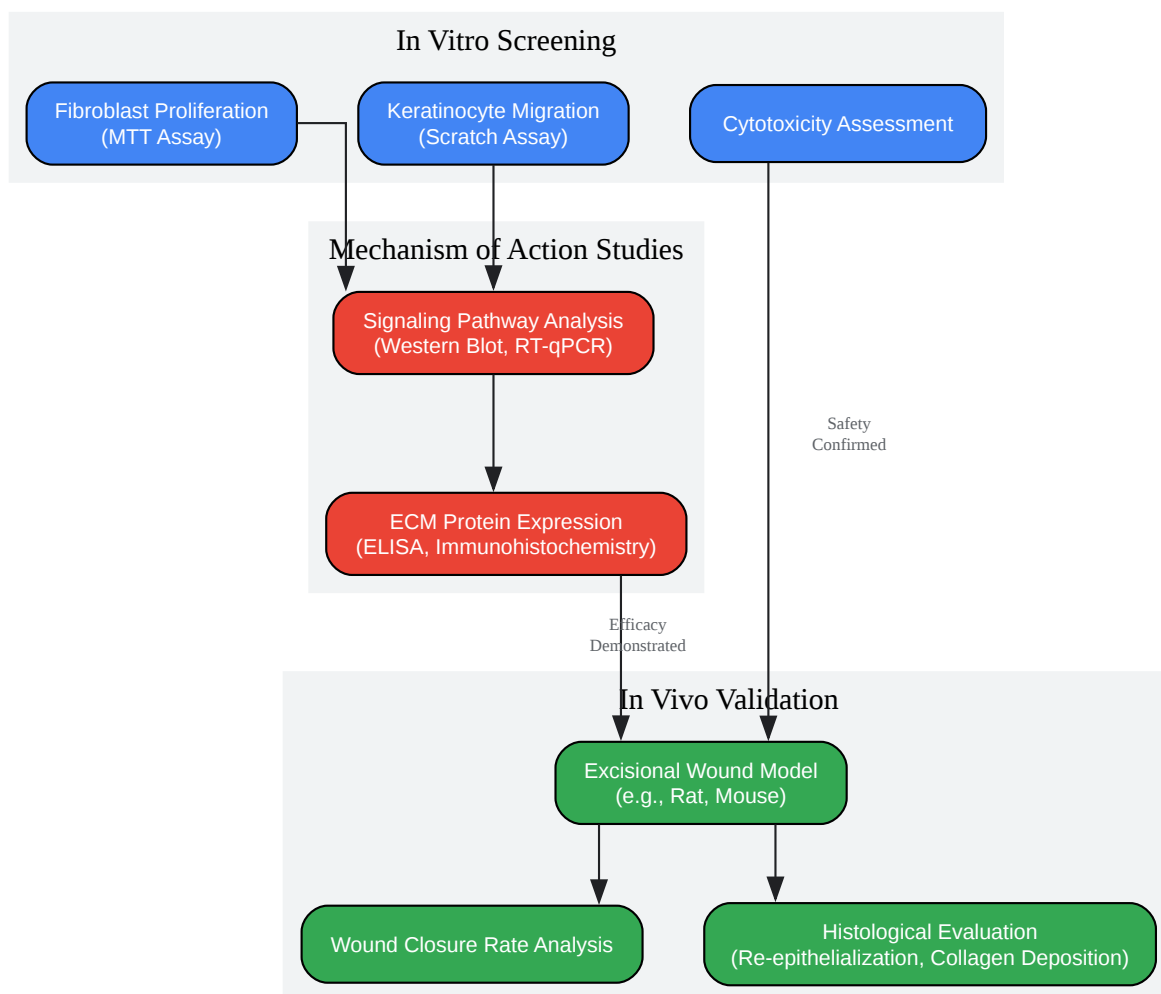 In Vitro Screening
Fibroblast Proliferation
(MTT Assay)
Keratinocyte Migration
(Scratch Assay)
Cytotoxicity Assessment
Mechanism of Action Studies
Signaling Pathway Analysis
(Western Blot, RT-qPCR)
Safety
Confirmed
ECM Protein Expression
(ELISA, Immunohistochemistry)
Efficacy
Demonstrated
In Vivo Validation
Excisional Wound Model
(e.g., Rat, Mouse)
Wound Closure Rate Analysis
Histological Evaluation
(Re-epithelialization, Collagen Deposition)